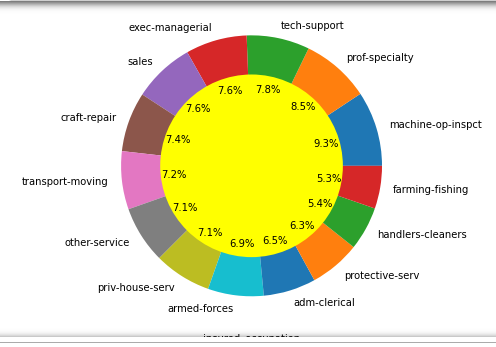 exec-managerial
tech-support
sales
prof-specialty
craft-repair
machine-op-inspct
transport-moving
farming-fishing
other-service
handlers-cleaners
priv-house-serv
protective-serv
armed-forces
adm-clerical
7.6%
7.8%
7.6%
8.5%
7.4%
9.3%
7.2%
5.3%
7.1%
5.4%
7.1%
6.3%
6.9%
6.5%
insured_occupation